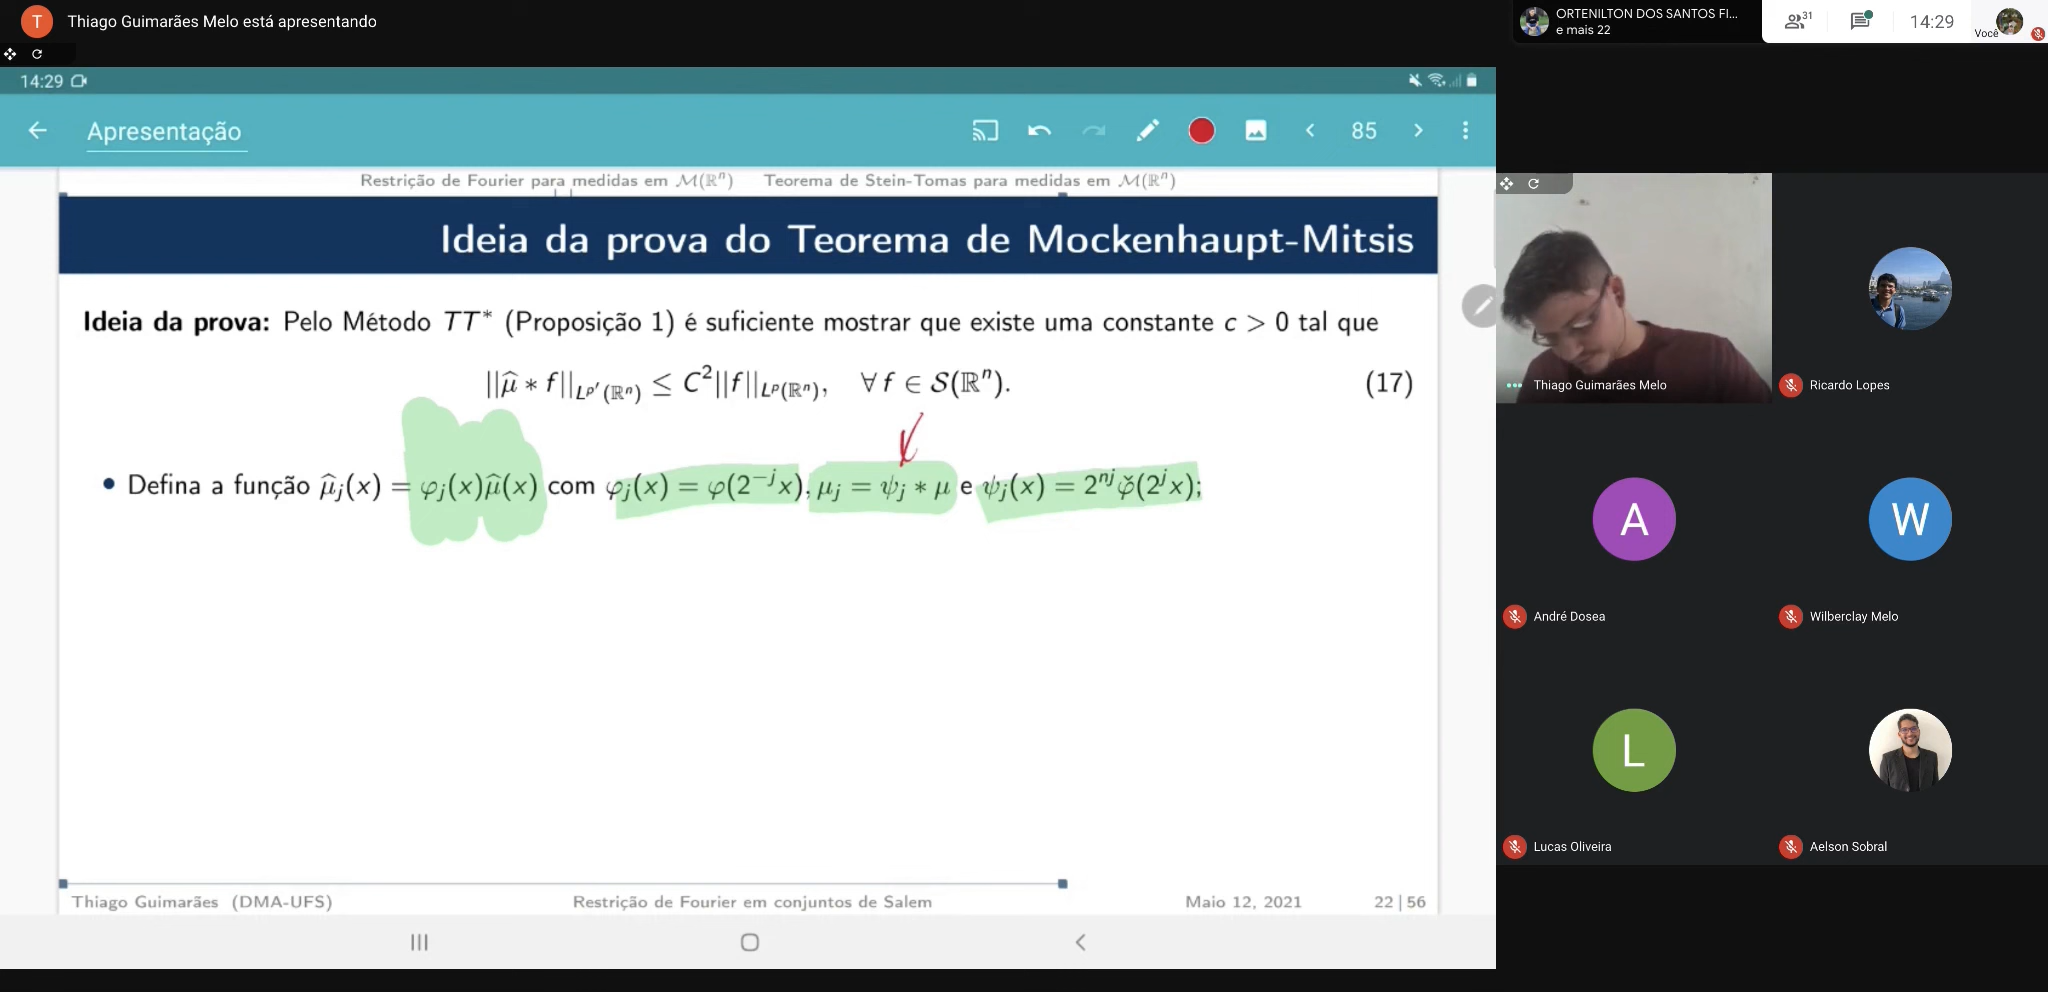 T Thiago Guimarães Melo está apresentando
ORTENILTON DOS SANTOS FI...
e mais 22
31
14:29
Você
14:29
Apresentação
85
Restrição de Fourier para medidas em ℳ(ℝⁿ) Teorema de Stein-Tomas para medidas em ℳ(ℝⁿ)
Ideia da prova do Teorema de Mockenhaupt-Mitsis
Ideia da prova: Pelo Método TT* (Proposição 1) é suficiente mostrar que existe uma constante c > 0 tal que
||μ̂ * f||_{L^{p'}(ℝⁿ)} ≤ C²||f||_{L^p(ℝⁿ)}, ∀ f ∈ 𝒮(ℝⁿ). (17)
• Defina a função μ̂_j(x) = φ_j(x)μ̂(x) com φ_j(x) = φ(2^{-j}x), μ_j = ψ_j * μ e ψ_j(x) = 2^{nj}φ̌(2^j x);
Thiago Guimarães (DMA-UFS) Restrição de Fourier em conjuntos de Salem Maio 12, 2021 22 | 56
Thiago Guimarães Melo
Ricardo Lopes
A
W
André Dosea
Wilberclay Melo
L
Lucas Oliveira
Aelson Sobral